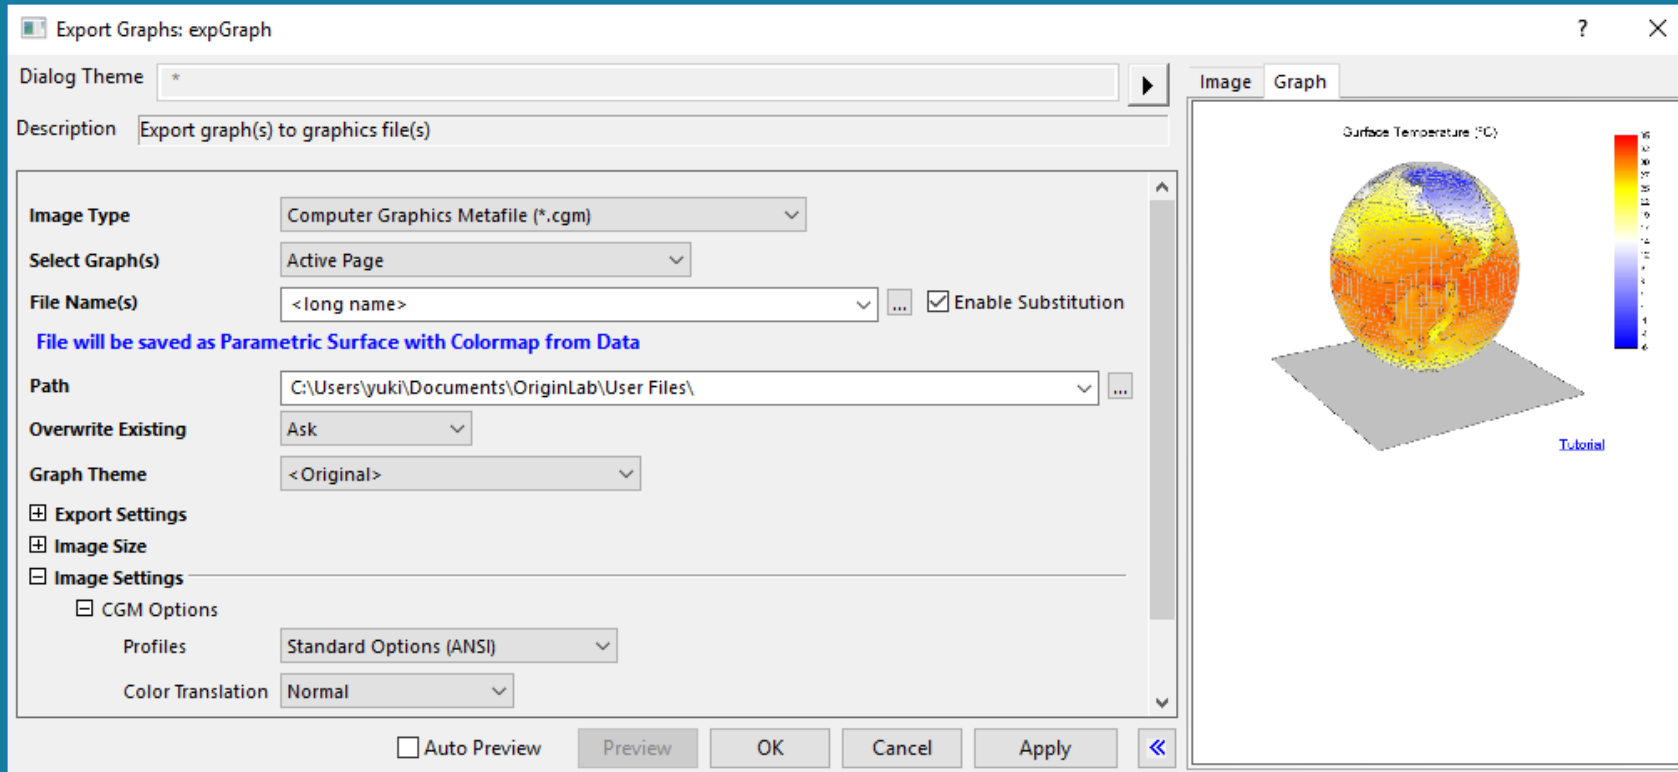 Export Graphs: expGraph
? ×
Dialog Theme *
Description Export graph(s) to graphics file(s)
Image Type Computer Graphics Metafile (*.cgm)
Select Graph(s) Active Page
File Name(s) <long name> ... Enable Substitution
File will be saved as Parametric Surface with Colormap from Data
Path C:\Users\yuki\Documents\OriginLab\User Files\ ...
Overwrite Existing Ask
Graph Theme <Original>
Export Settings
Image Size
Image Settings
CGM Options
Profiles Standard Options (ANSI)
Color Translation Normal
Auto Preview Preview OK Cancel Apply
Image Graph
Surface Temperature (°C)
Tutorial